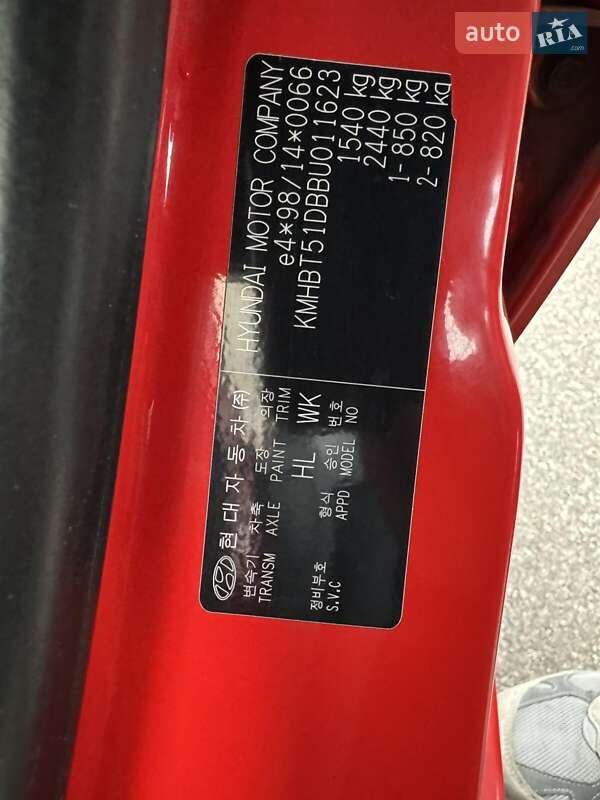 auto RIA
.com
현대자동차㈜ HYUNDAI MOTOR COMPANY
e4*98/14*0066
KMHBT51DBBU011623
1540 kg
2440 kg
1- 850 kg
2- 820 kg
변속기 차축 도장 의장
TRANSM AXLE PAINT TRIM
HL WK
정비부호 형식 승인 번호
S.V.C APPD MODEL NO